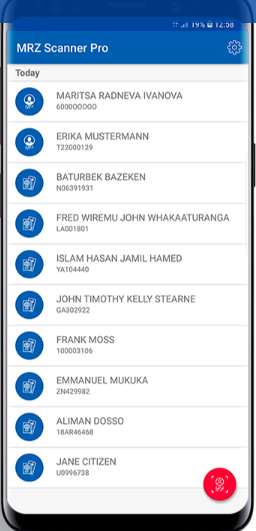 19% 12:58
MRZ Scanner Pro
Today
MARITSA RADNEVA IVANOVA
600000000
ERIKA MUSTERMANN
T22000129
BATURBEK BAZEKEN
N06391931
FRED WIREMU JOHN WHAKAATURANGA
LA001801
ISLAM HASAN JAMIL HAMED
YA104440
JOHN TIMOTHY KELLY STEARNE
GA302922
FRANK MOSS
100003106
EMMANUEL MUKUKA
ZN429982
ALIMAN DOSSO
18AR46468
JANE CITIZEN
U0996738